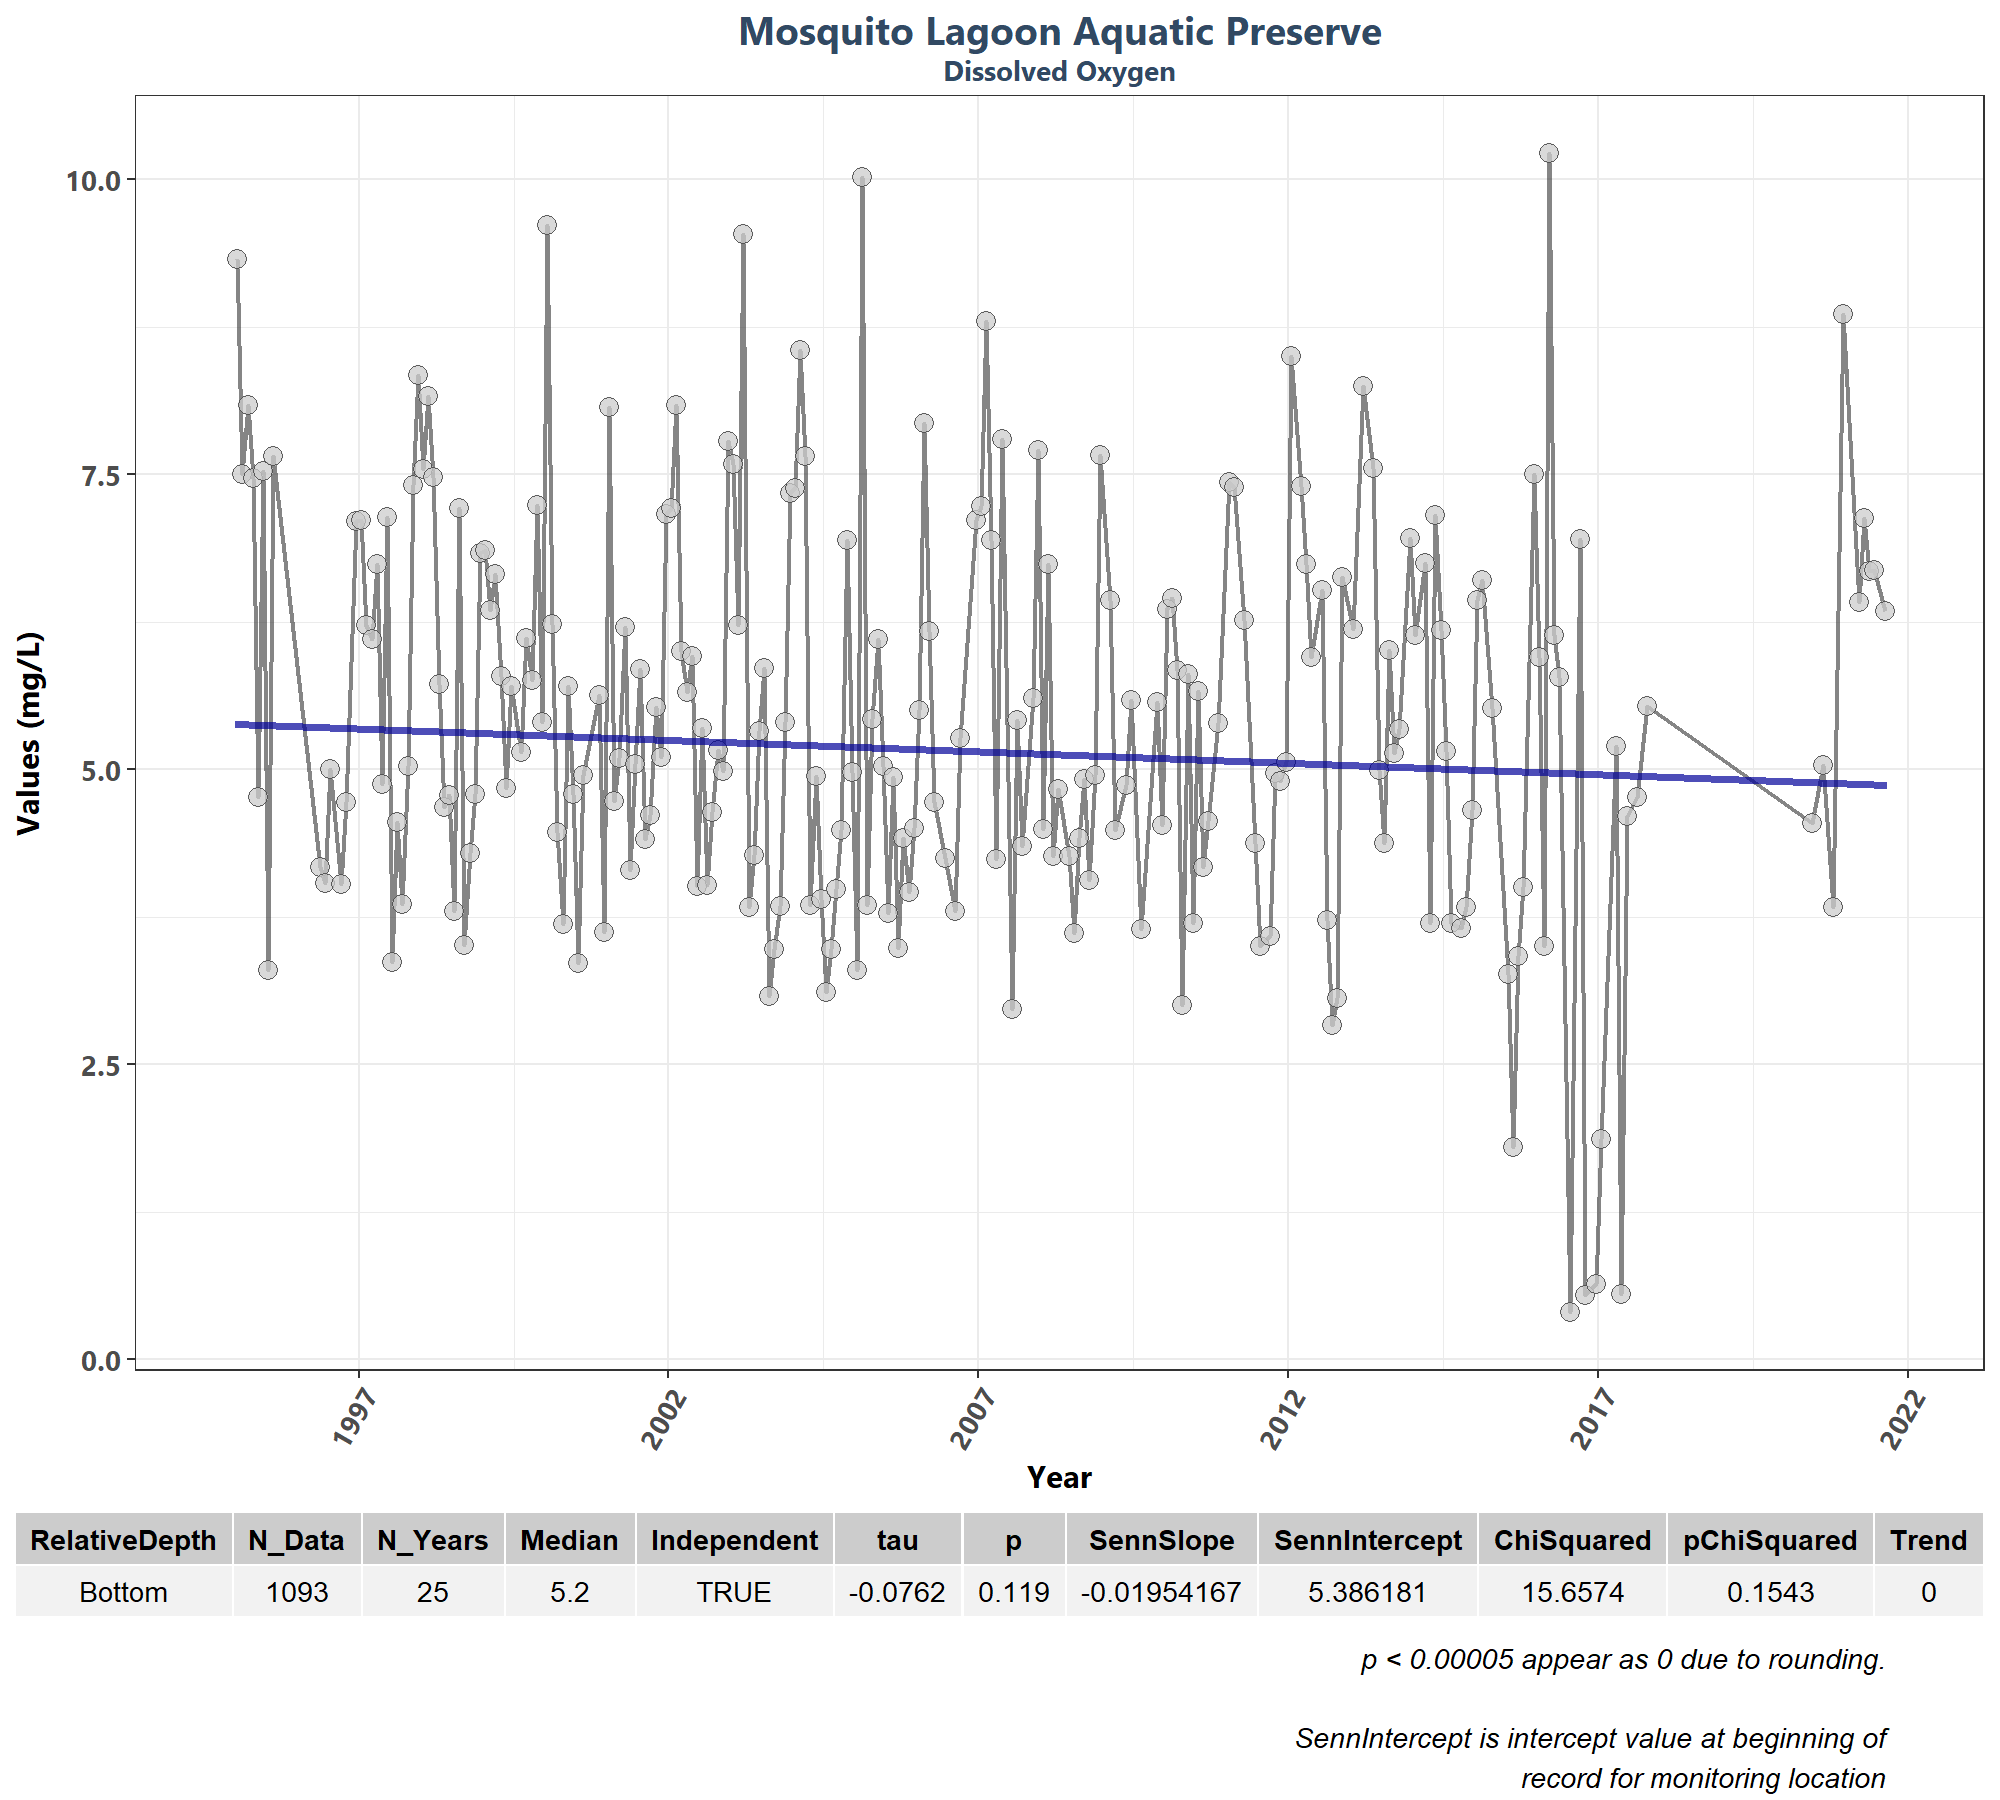 Mosquito Lagoon Aquatic Preserve
Dissolved Oxygen
Values (mg/L)
10.0
7.5
5.0
2.5
0.0
1997 2002 2007 2012 2017 2022
Year
RelativeDepth N_Data N_Years Median Independent tau p SennSlope SennIntercept ChiSquared pChiSquared Trend
Bottom 1093 25 5.2 TRUE -0.0762 0.119 -0.01954167 5.386181 15.6574 0.1543 0
p < 0.00005 appear as 0 due to rounding.
SennIntercept is intercept value at beginning of
record for monitoring location